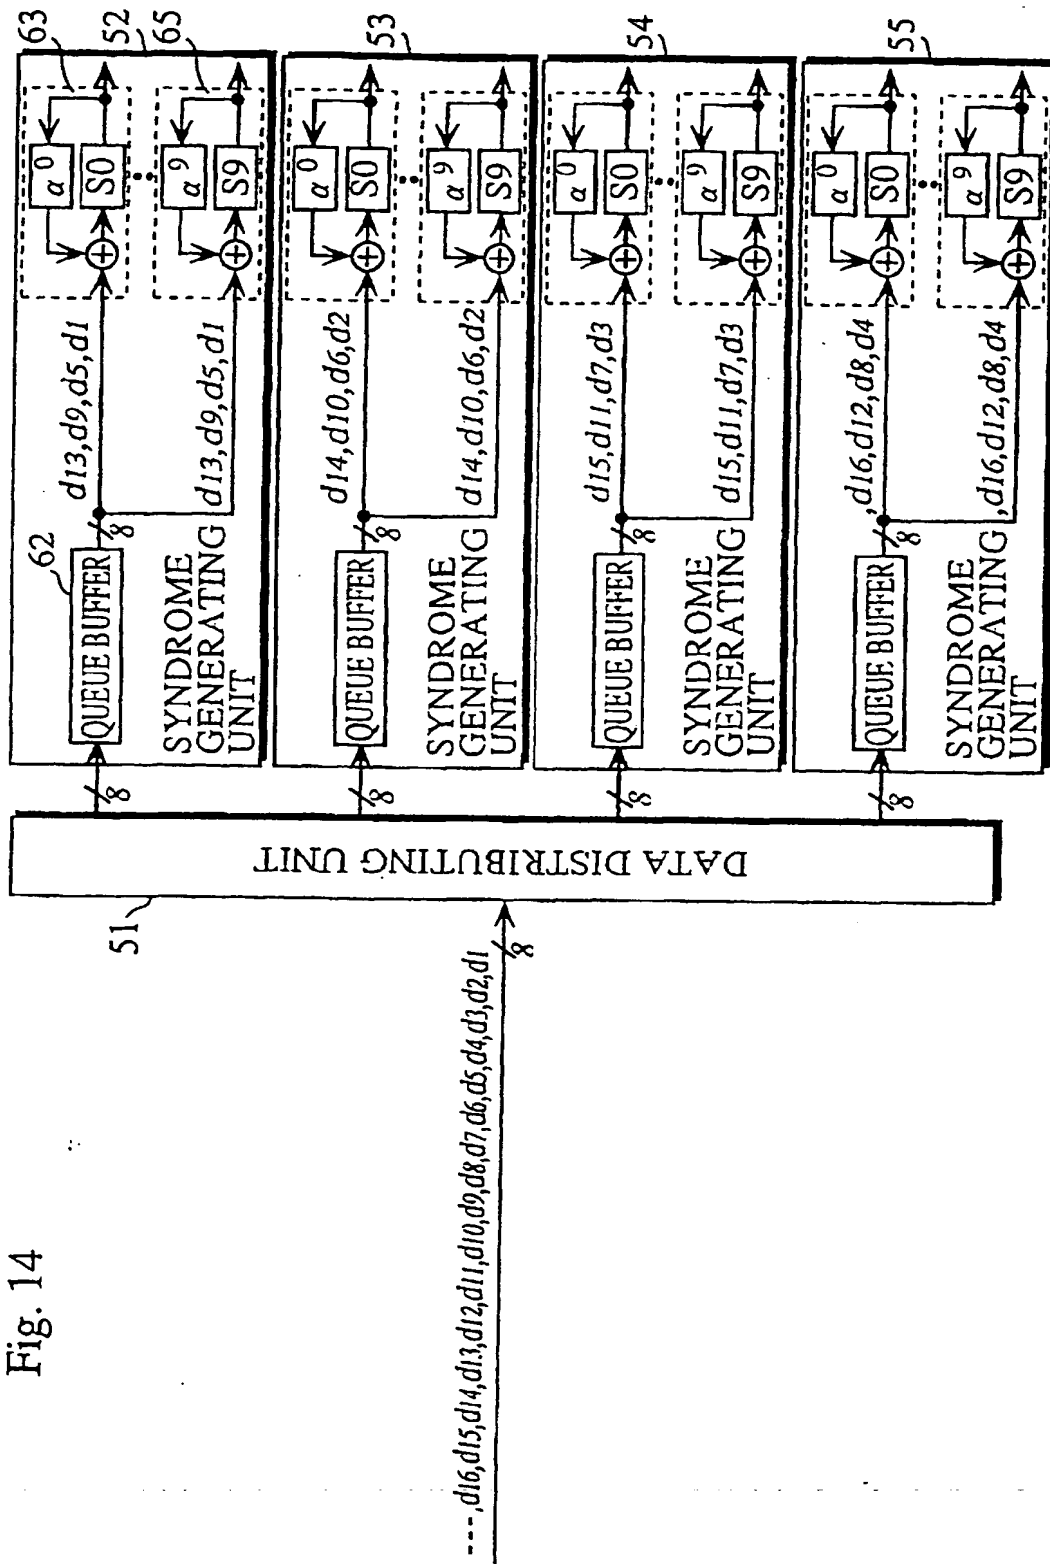 Fig. 14
---,d16,d15,d14,d13,d12,d11,d10,d9,d8,d7,d6,d5,d4,d3,d2,d1
8
51
DATA DISTRIBUTING UNIT
8
QUEUE BUFFER
62
8
SYNDROME
GENERATING
UNIT
d13,d9,d5,d1
d13,d9,d5,d1
α0
S0
α9
S9
63
52
65
8
QUEUE BUFFER
8
SYNDROME
GENERATING
UNIT
d14,d10,d6,d2
d14,d10,d6,d2
α0
S0
α9
S9
53
8
QUEUE BUFFER
8
SYNDROME
GENERATING
UNIT
d15,d11,d7,d3
d15,d11,d7,d3
α0
S0
α9
S9
54
8
QUEUE BUFFER
8
SYNDROME
GENERATING
UNIT
,d16,d12,d8,d4
,d16,d12,d8,d4
α0
S0
α9
S9
55